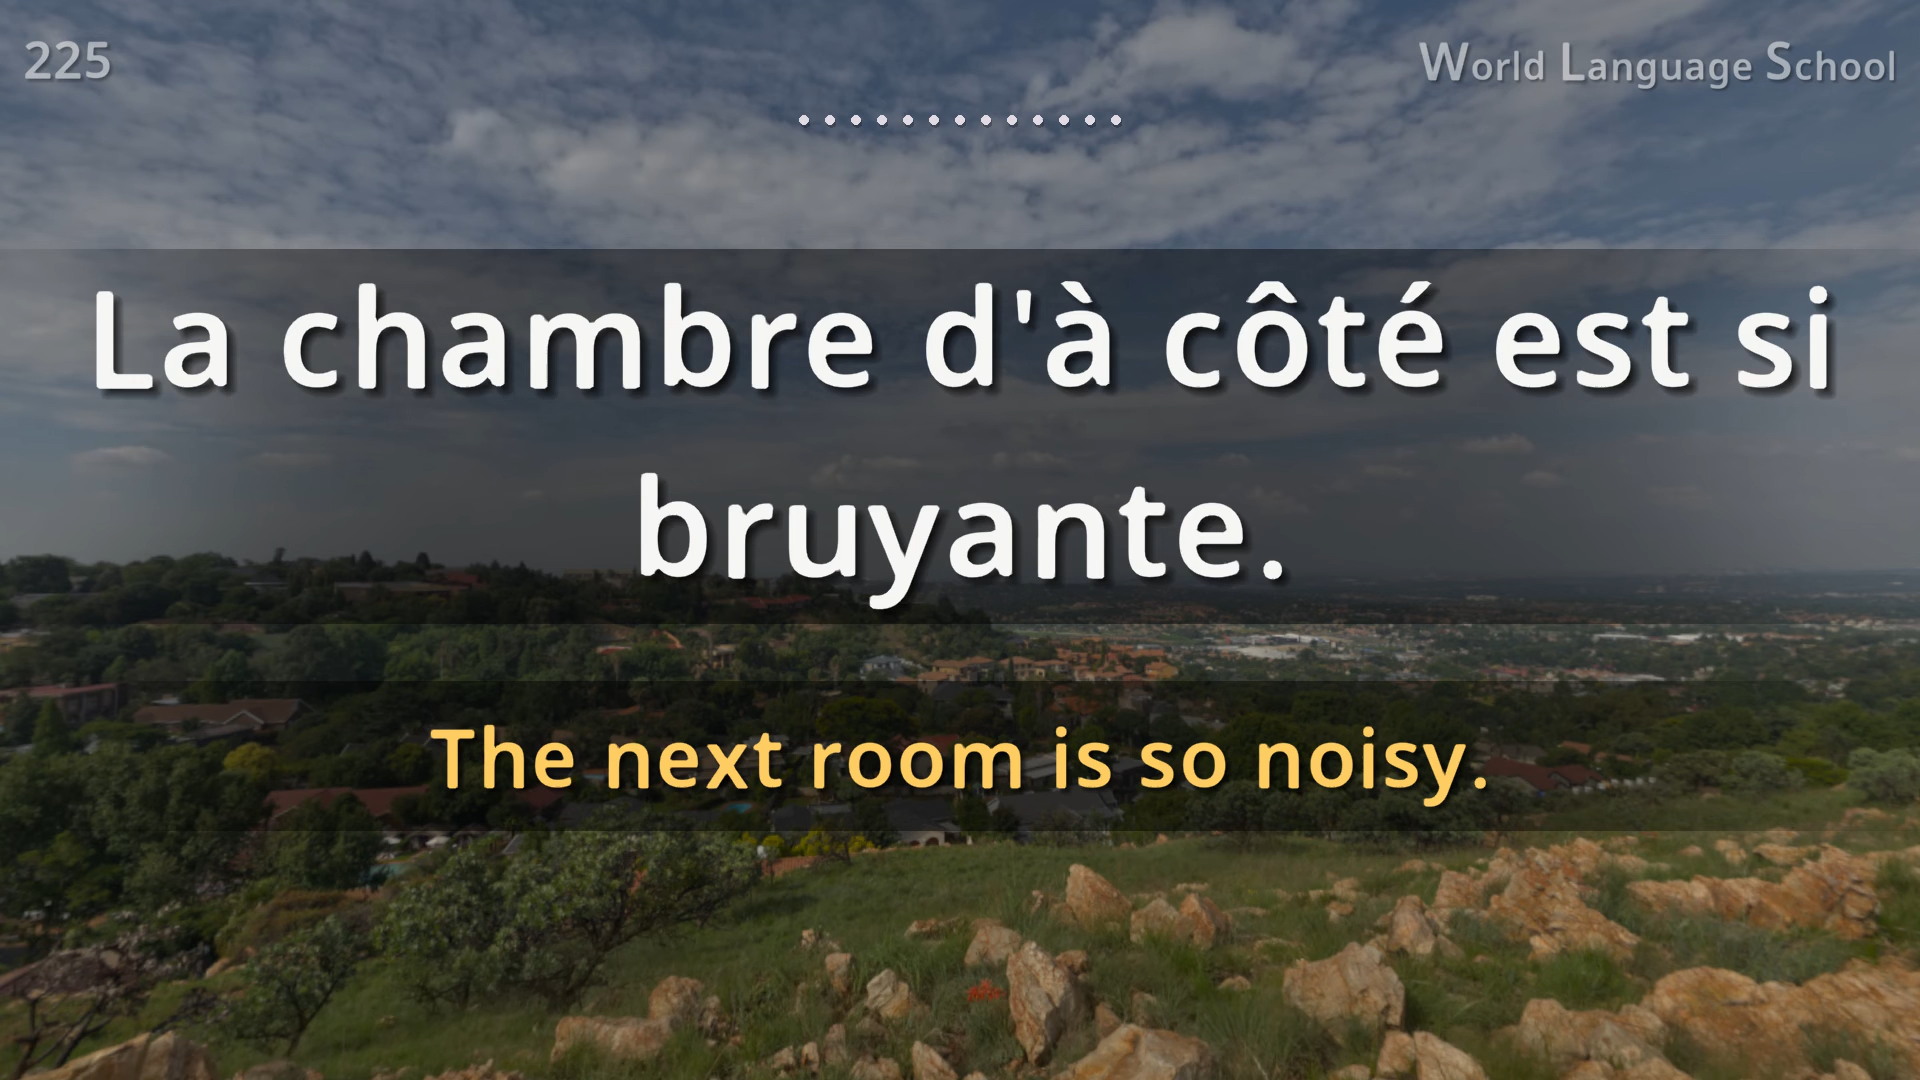 225
World Language School
La chambre d'à côté est si
bruyante.
The next room is so noisy.